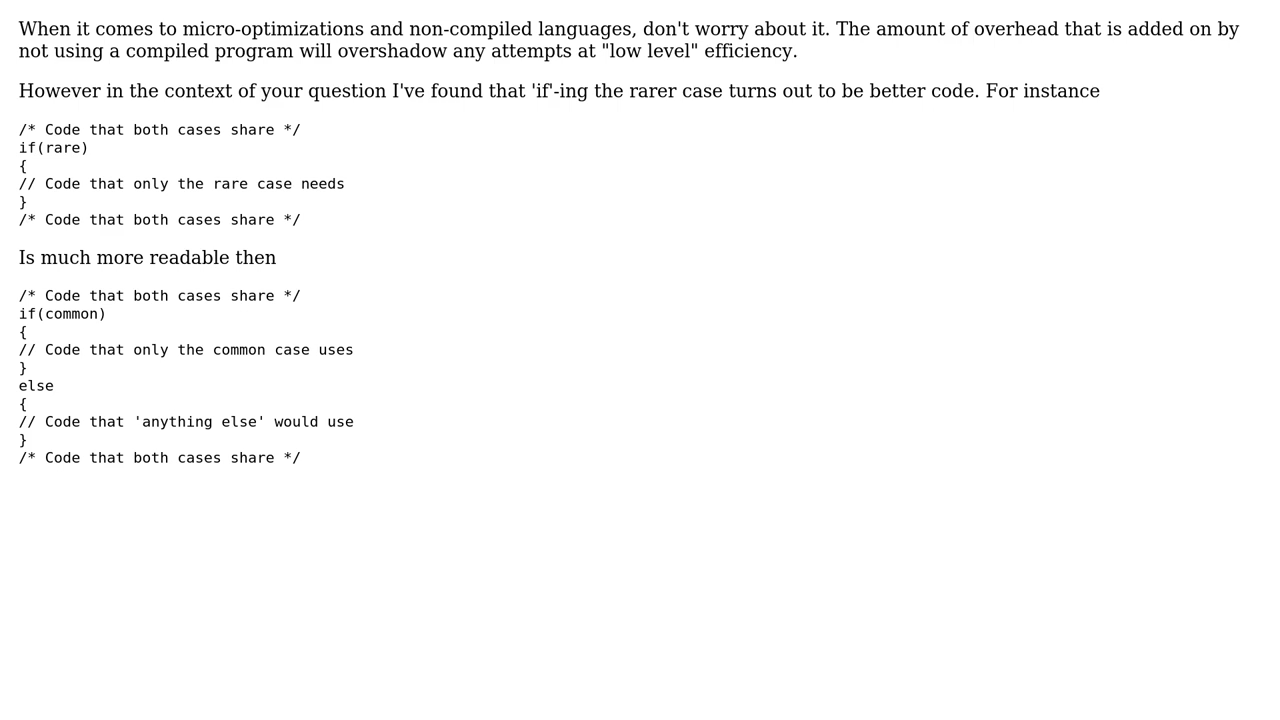 When it comes to micro-optimizations and non-compiled languages, don't worry about it. The amount of overhead that is added on by
not using a compiled program will overshadow any attempts at "low level" efficiency.
However in the context of your question I've found that 'if'-ing the rarer case turns out to be better code. For instance
/* Code that both cases share */
if(rare)
{
// Code that only the rare case needs
}
/* Code that both cases share */
Is much more readable then
/* Code that both cases share */
if(common)
{
// Code that only the common case uses
}
else
{
// Code that 'anything else' would use
}
/* Code that both cases share */